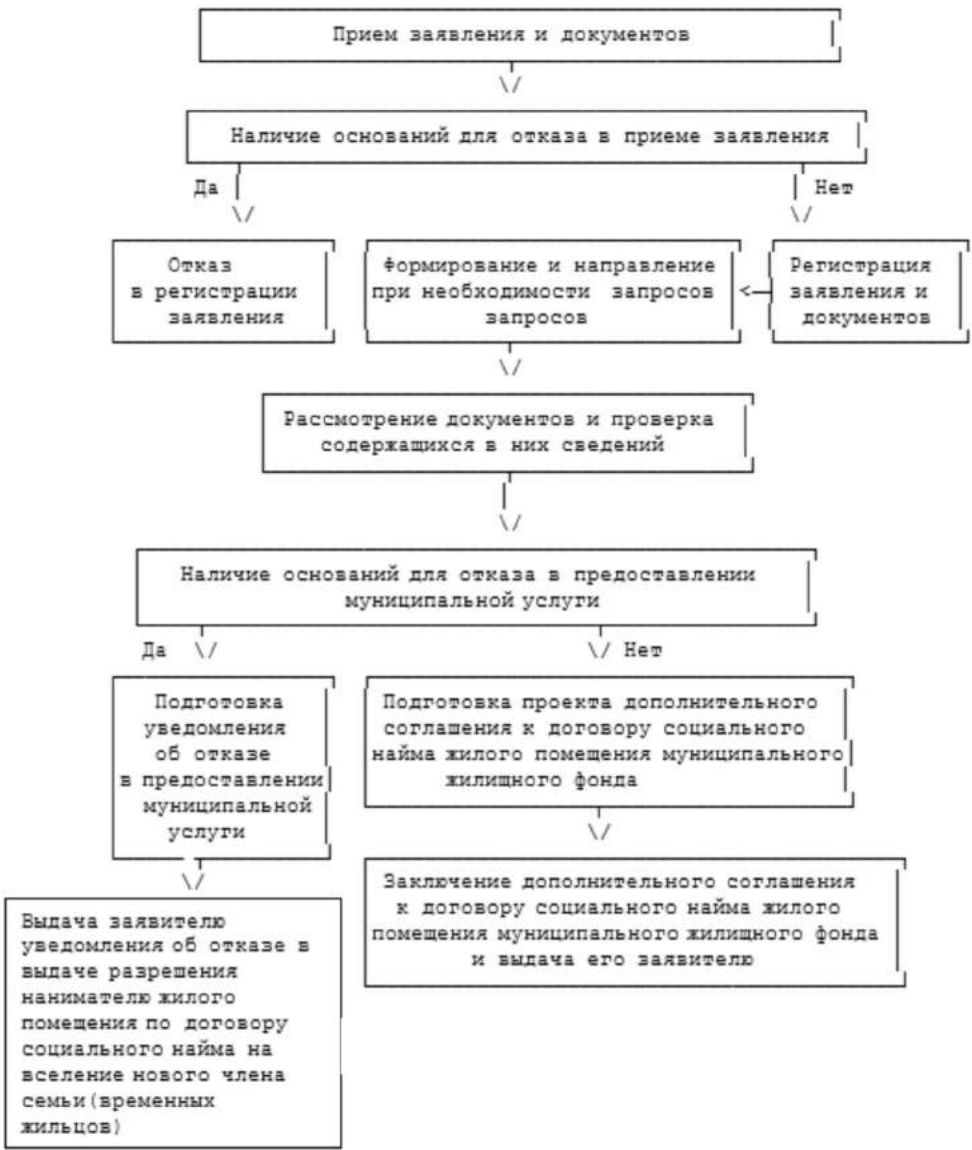 Прием заявления и документов
\/
Наличие оснований для отказа в приеме заявления
Да
Нет
\/
\/
Отказ
в регистрации
заявления
Формирование и направление
при необходимости запросов
запросов
<
Регистрация
заявления и
документов
\/
Рассмотрение документов и проверка
содержащихся в них сведений
\/
Наличие оснований для отказа в предоставлении
муниципальной услуги
Да \/
\/ Нет
Подготовка
уведомления
об отказе
в предоставлении
муниципальной
услуги
Подготовка проекта дополнительного
соглашения к договору социального
найма жилого помещения муниципального
жилищного фонда
\/
\/
Выдача заявителю
уведомления об отказе в
выдаче разрешения
нанимателю жилого
помещения по договору
социального найма на
вселение нового члена
семьи(временных
жильцов)
Заключение дополнительного соглашения
к договору социального найма жилого
помещения муниципального жилищного фонда
и выдача его заявителю